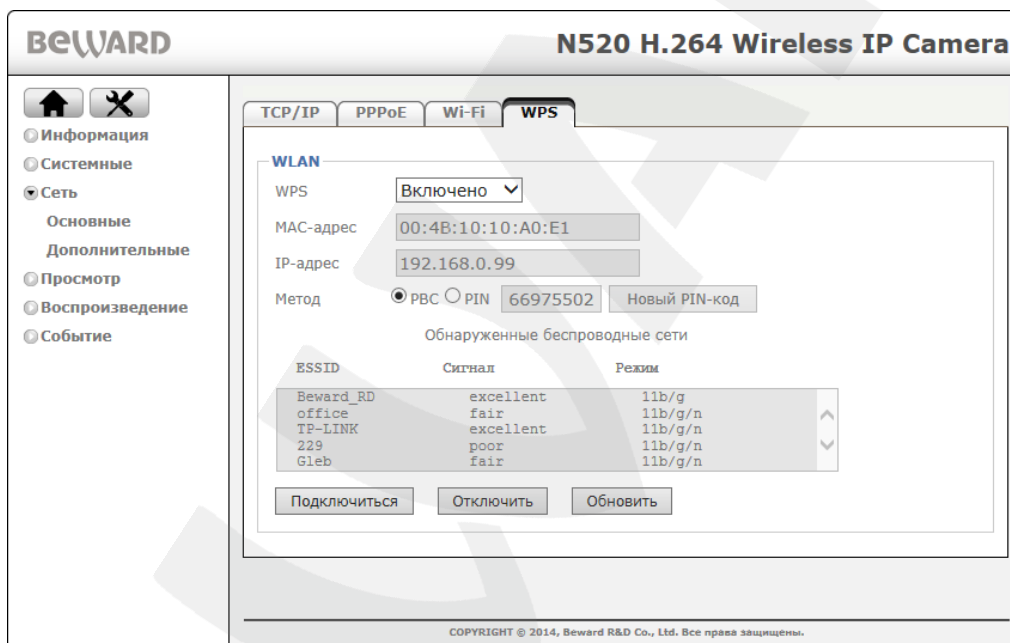 BEWARD
N520 H.264 Wireless IP Camera
Информация
Системные
Сеть
Основные
Дополнительные
Просмотр
Воспроизведение
Событие
TCP/IP PPPoE Wi-Fi WPS
WLAN
WPS Включено
MAC-адрес 00:4B:10:10:A0:E1
IP-адрес 192.168.0.99
Метод PBC PIN 66975502 Новый PIN-код
Обнаруженные беспроводные сети
ESSID Сигнал Режим
Beward_RD excellent 11b/g
office fair 11b/g/n
TP-LINK excellent 11b/g/n
229 poor 11b/g/n
Gleb fair 11b/g/n
Подключиться Отключить Обновить
COPYRIGHT © 2014, Beward R&D Co., Ltd. Все права защищены.